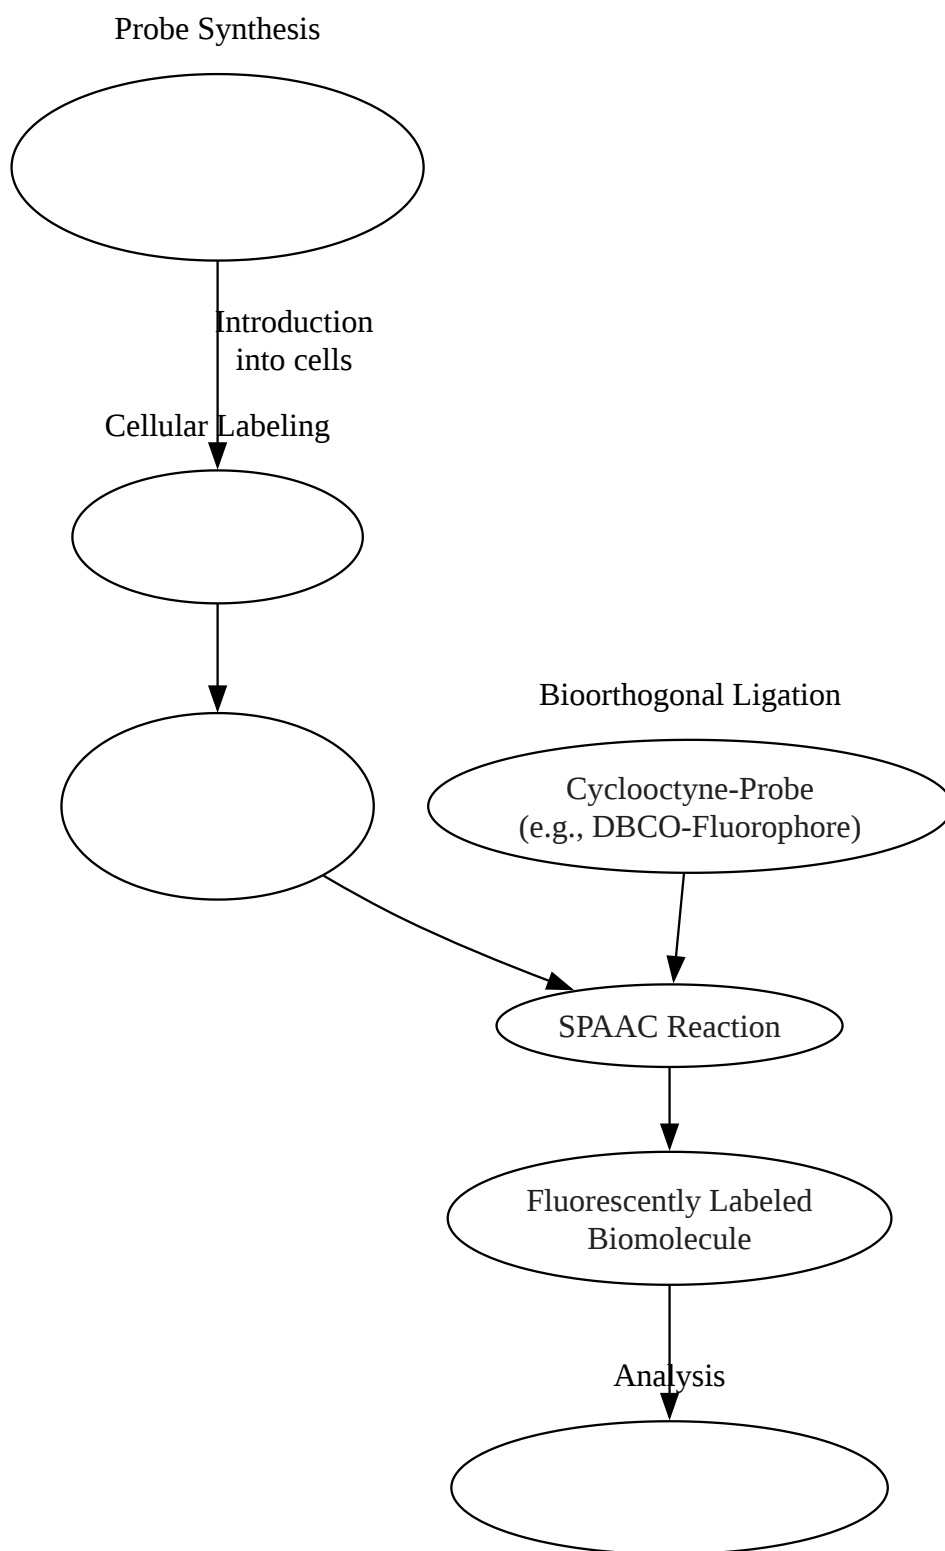 Probe Synthesis
Introduction
into cells
Cellular Labeling
Bioorthogonal Ligation
Cyclooctyne-Probe
(e.g., DBCO-Fluorophore)
SPAAC Reaction
Fluorescently Labeled
Biomolecule
Analysis